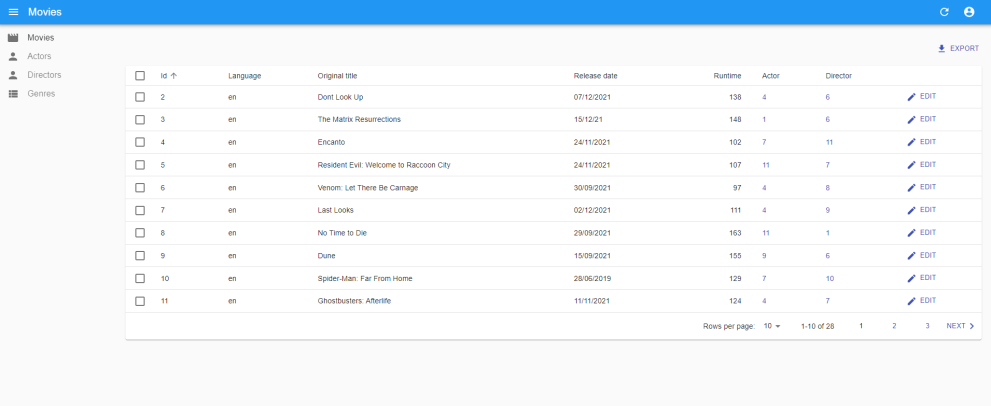 Movies
Movies
Actors
Directors
Genres
EXPORT
Id Language Original title Release date Runtime Actor Director
2 en Dont Look Up 07/12/2021 138 4 6 EDIT
3 en The Matrix Resurrections 15/12/21 148 1 6 EDIT
4 en Encanto 24/11/2021 102 7 11 EDIT
5 en Resident Evil: Welcome to Raccoon City 24/11/2021 107 11 7 EDIT
6 en Venom: Let There Be Carnage 30/09/2021 97 4 8 EDIT
7 en Last Looks 02/12/2021 111 4 9 EDIT
8 en No Time to Die 29/09/2021 163 11 1 EDIT
9 en Dune 15/09/2021 155 9 6 EDIT
10 en Spider-Man: Far From Home 28/06/2019 129 7 10 EDIT
11 en Ghostbusters: Afterlife 11/11/2021 124 4 7 EDIT
Rows per page: 10 1-10 of 28 1 2 3 NEXT